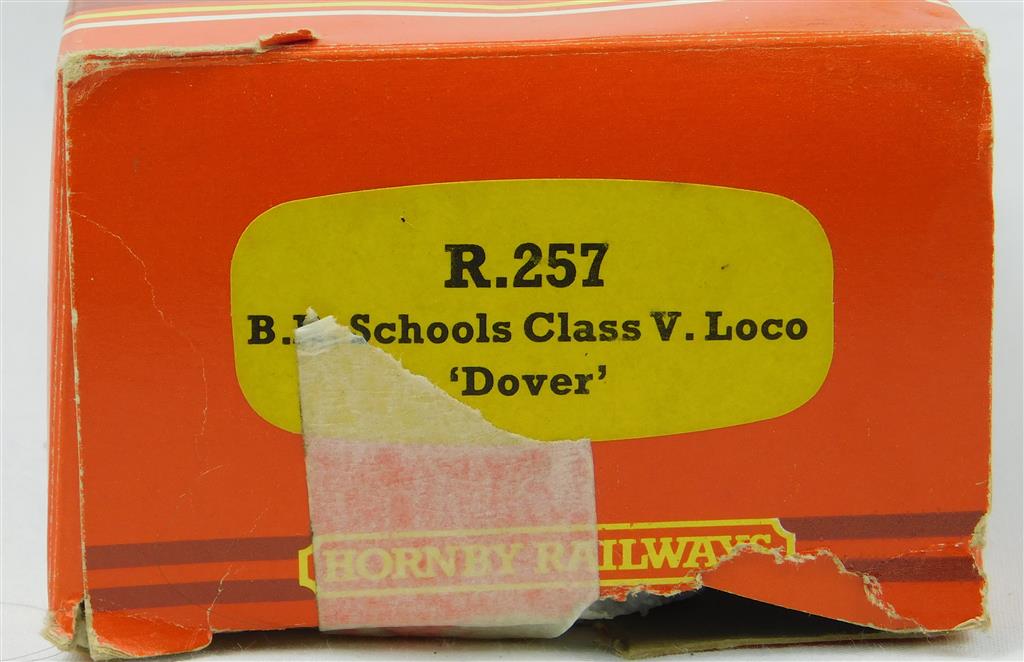 R.257
B.R. Schools Class V. Loco
‘Dover’
HORNBY RAILWAYS